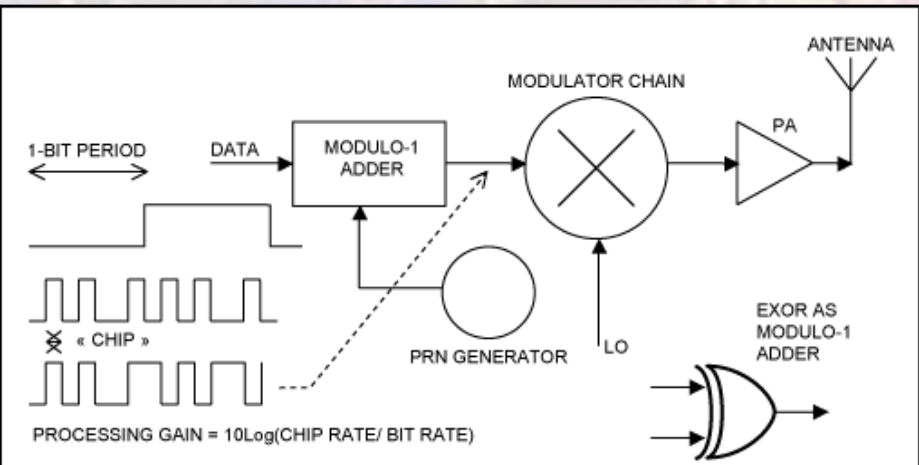 ANTENNA
MODULATOR CHAIN
PA
1-BIT PERIOD
DATA
MODULO-1
ADDER
« CHIP »
PRN GENERATOR
LO
EXOR AS
MODULO-1
ADDER
PROCESSING GAIN = 10Log(CHIP RATE/ BIT RATE)